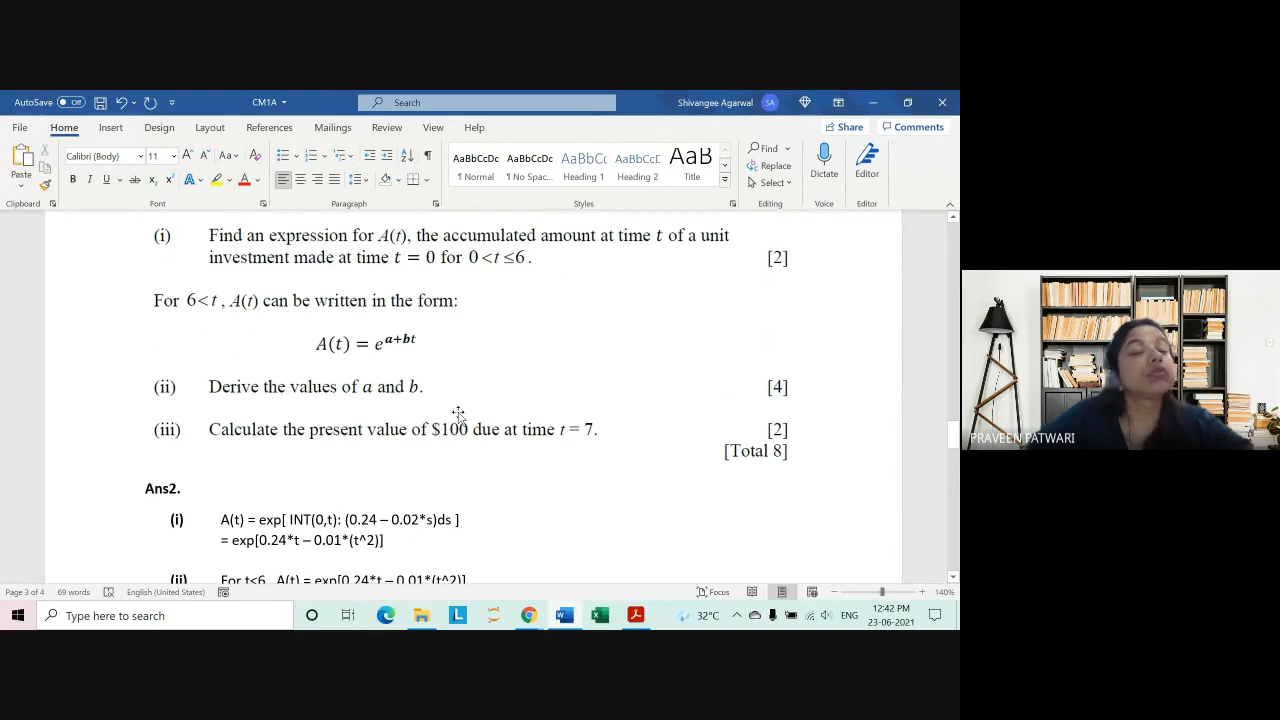 AutoSave Off CM1A Search Shivangee Agarwal SA
File Home Insert Design Layout References Mailings Review View Help Share Comments
Calibri (Body) 11 Aa AaBbCcDc AaBbCcDc AaBbCc AaBbCcD AaB Find
Replace
Paste B I U ab x₂ x² A A ¶ Normal ¶ No Spac... Heading 1 Heading 2 Title Select Dictate Editor
Clipboard Font Paragraph Styles Editing Voice Editor
(i) Find an expression for A(t), the accumulated amount at time t of a unit
investment made at time t = 0 for 0<t≤6. [2]
For 6<t, A(t) can be written in the form:
A(t) = e^{a+bt}
(ii) Derive the values of a and b. [4]
(iii) Calculate the present value of $100 due at time t = 7. [2]
[Total 8]
Ans2.
(i) A(t) = exp[ INT(0,t): (0.24 – 0.02*s)ds ]
= exp[0.24*t – 0.01*(t^2)]
(ii) For t<6, A(t) = exp[0.24*t – 0.01*(t^2)]
PRAVEEN PATWARI
Page 3 of 4 69 words English (United States) Focus 140%
Type here to search 32°C 12:42 PM
23-06-2021